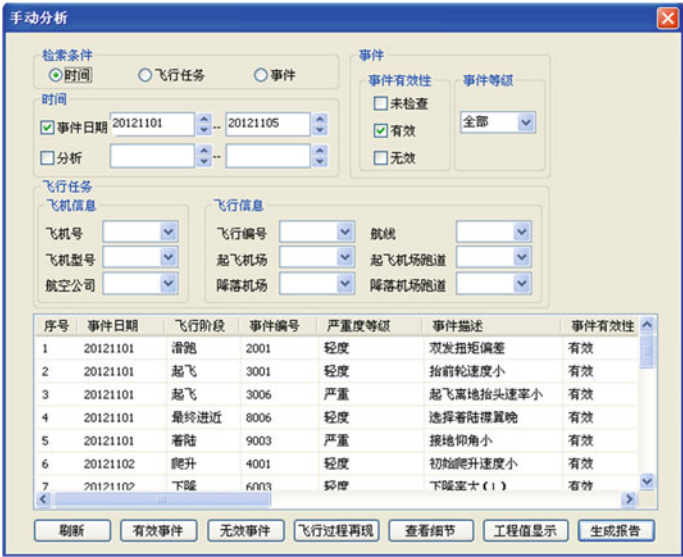 手动分析
检索条件
时间 飞行任务 事件
时间
事件日期 20121101 -- 20121105
分析 --
事件
事件有效性 事件等级
未检查
有效 全部
无效
飞行任务
飞机信息 飞行信息
飞机号 飞行编号 航线
飞机型号 起飞机场 起飞机场跑道
航空公司 降落机场 降落机场跑道
序号 事件日期 飞行阶段 事件编号 严重度等级 事件描述 事件有效性
1 20121101 滑跑 2001 轻度 双发扭矩偏差 有效
2 20121101 起飞 3001 轻度 抬前轮速度小 有效
3 20121101 起飞 3006 严重 起飞离地抬头速率小 有效
4 20121101 最终进近 8006 轻度 选择着陆襟翼晚 有效
5 20121101 着陆 9003 严重 接地仰角小 有效
6 20121102 爬升 4001 轻度 初始爬升速度小 有效
7 20121102 下降 6003 轻度 下降率大(L) 有效
刷新 有效事件 无效事件 飞行过程再现 查看细节 工程值显示 生成报告